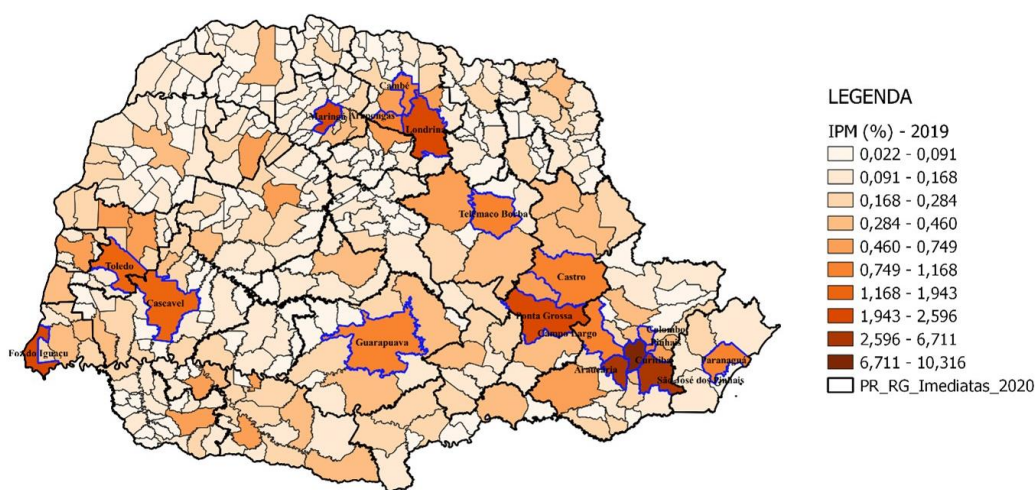 Cambé
Maringá
Arapongas
Londrina
Telêmaco Borba
Toledo
Castro
Cascavel
Ponta Grossa
Campo Largo
Colombo
Guarapuava
Pinhais
Foz do Iguaçu
Curitiba
Paranaguá
Araucária
São José dos Pinhais
LEGENDA
IPM (%) - 2019
0,022 - 0,091
0,091 - 0,168
0,168 - 0,284
0,284 - 0,460
0,460 - 0,749
0,749 - 1,168
1,168 - 1,943
1,943 - 2,596
2,596 - 6,711
6,711 - 10,316
PR_RG_Imediatas_2020